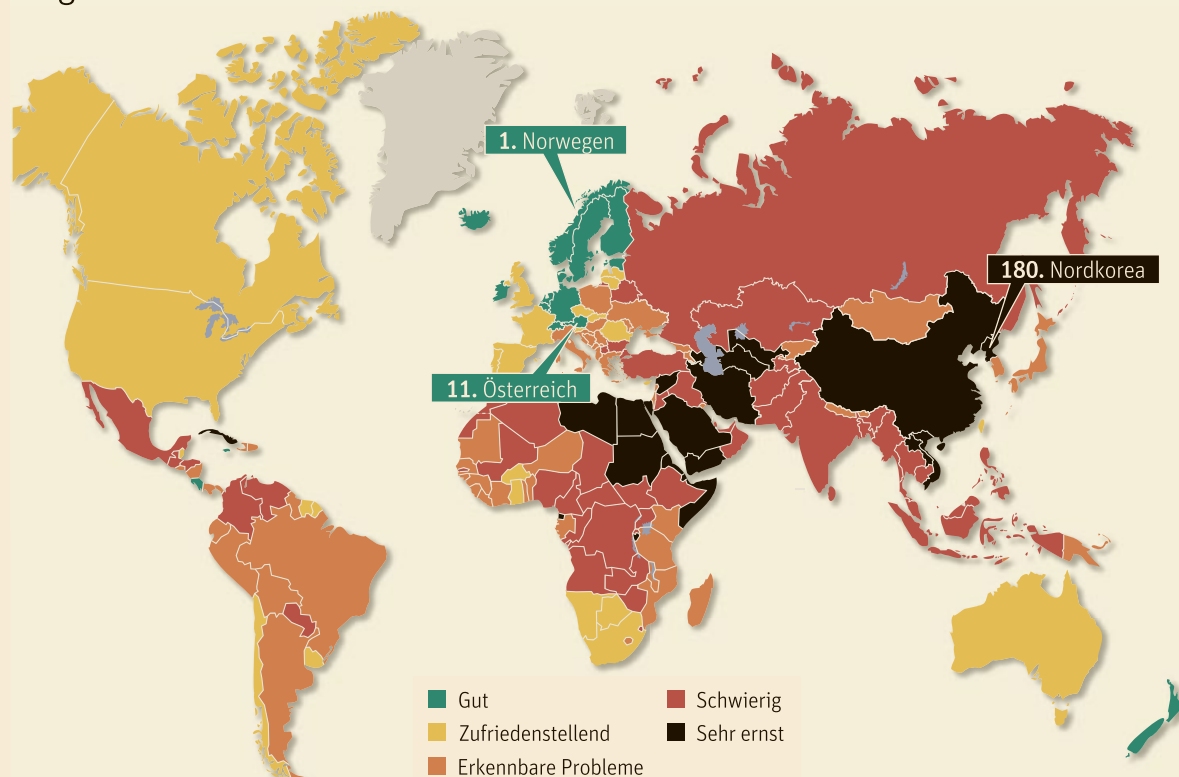 1. Norwegen
180. Nordkorea
11. Österreich
Gut
Zufriedenstellend
Erkennbare Probleme
Schwierig
Sehr ernst